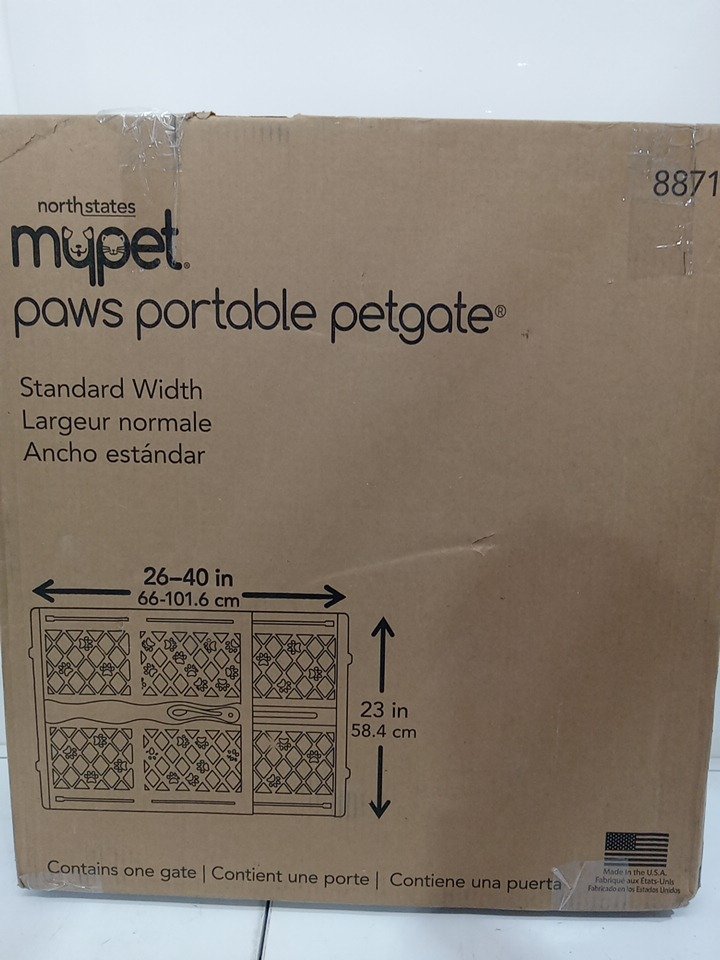 8871
northstates
mypet®
paws portable petgate®
Standard Width
Largeur normale
Ancho estándar
26–40 in
66-101.6 cm
23 in
58.4 cm
Contains one gate | Contient une porte | Contiene una puerta
Made in the U.S.A.
Fabriqué aux États-Unis
Fabricado en los Estados Unidos